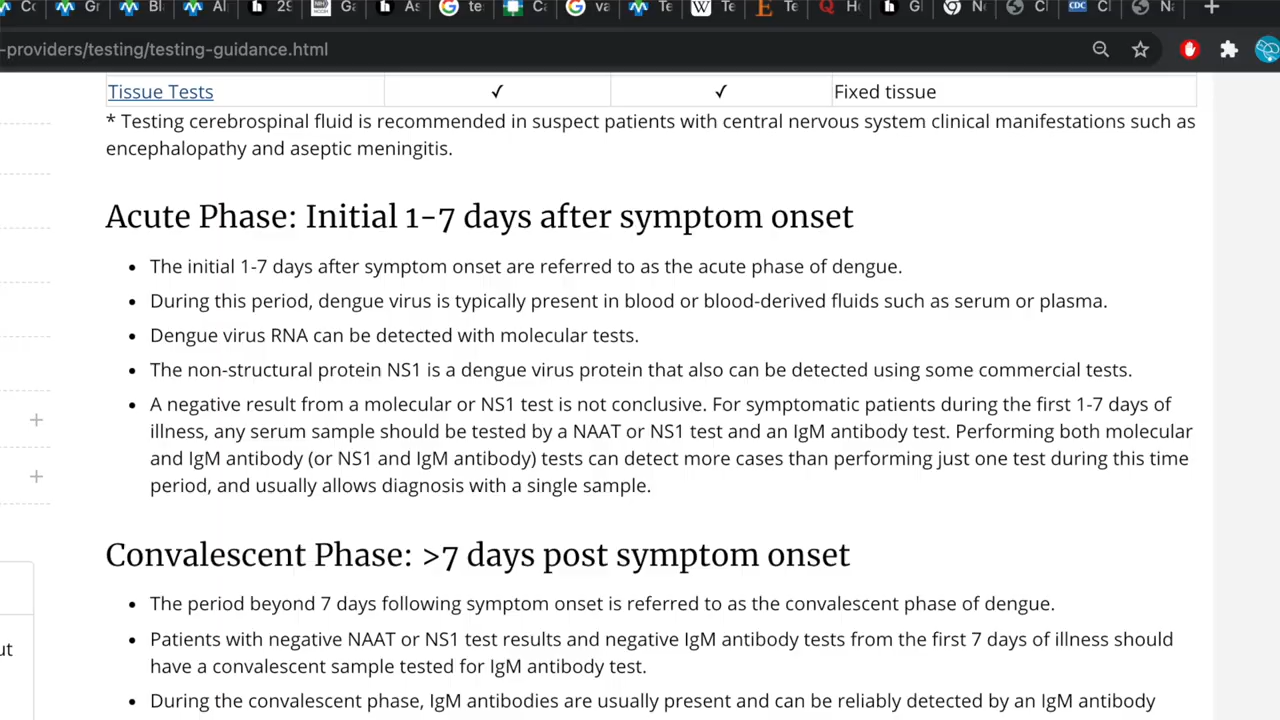 -providers/testing/testing-guidance.html
Tissue Tests ✓ ✓ Fixed tissue
* Testing cerebrospinal fluid is recommended in suspect patients with central nervous system clinical manifestations such as
encephalopathy and aseptic meningitis.
Acute Phase: Initial 1-7 days after symptom onset
• The initial 1-7 days after symptom onset are referred to as the acute phase of dengue.
• During this period, dengue virus is typically present in blood or blood-derived fluids such as serum or plasma.
• Dengue virus RNA can be detected with molecular tests.
• The non-structural protein NS1 is a dengue virus protein that also can be detected using some commercial tests.
• A negative result from a molecular or NS1 test is not conclusive. For symptomatic patients during the first 1-7 days of
illness, any serum sample should be tested by a NAAT or NS1 test and an IgM antibody test. Performing both molecular
and IgM antibody (or NS1 and IgM antibody) tests can detect more cases than performing just one test during this time
period, and usually allows diagnosis with a single sample.
Convalescent Phase: >7 days post symptom onset
• The period beyond 7 days following symptom onset is referred to as the convalescent phase of dengue.
• Patients with negative NAAT or NS1 test results and negative IgM antibody tests from the first 7 days of illness should
ut have a convalescent sample tested for IgM antibody test.
• During the convalescent phase, IgM antibodies are usually present and can be reliably detected by an IgM antibody